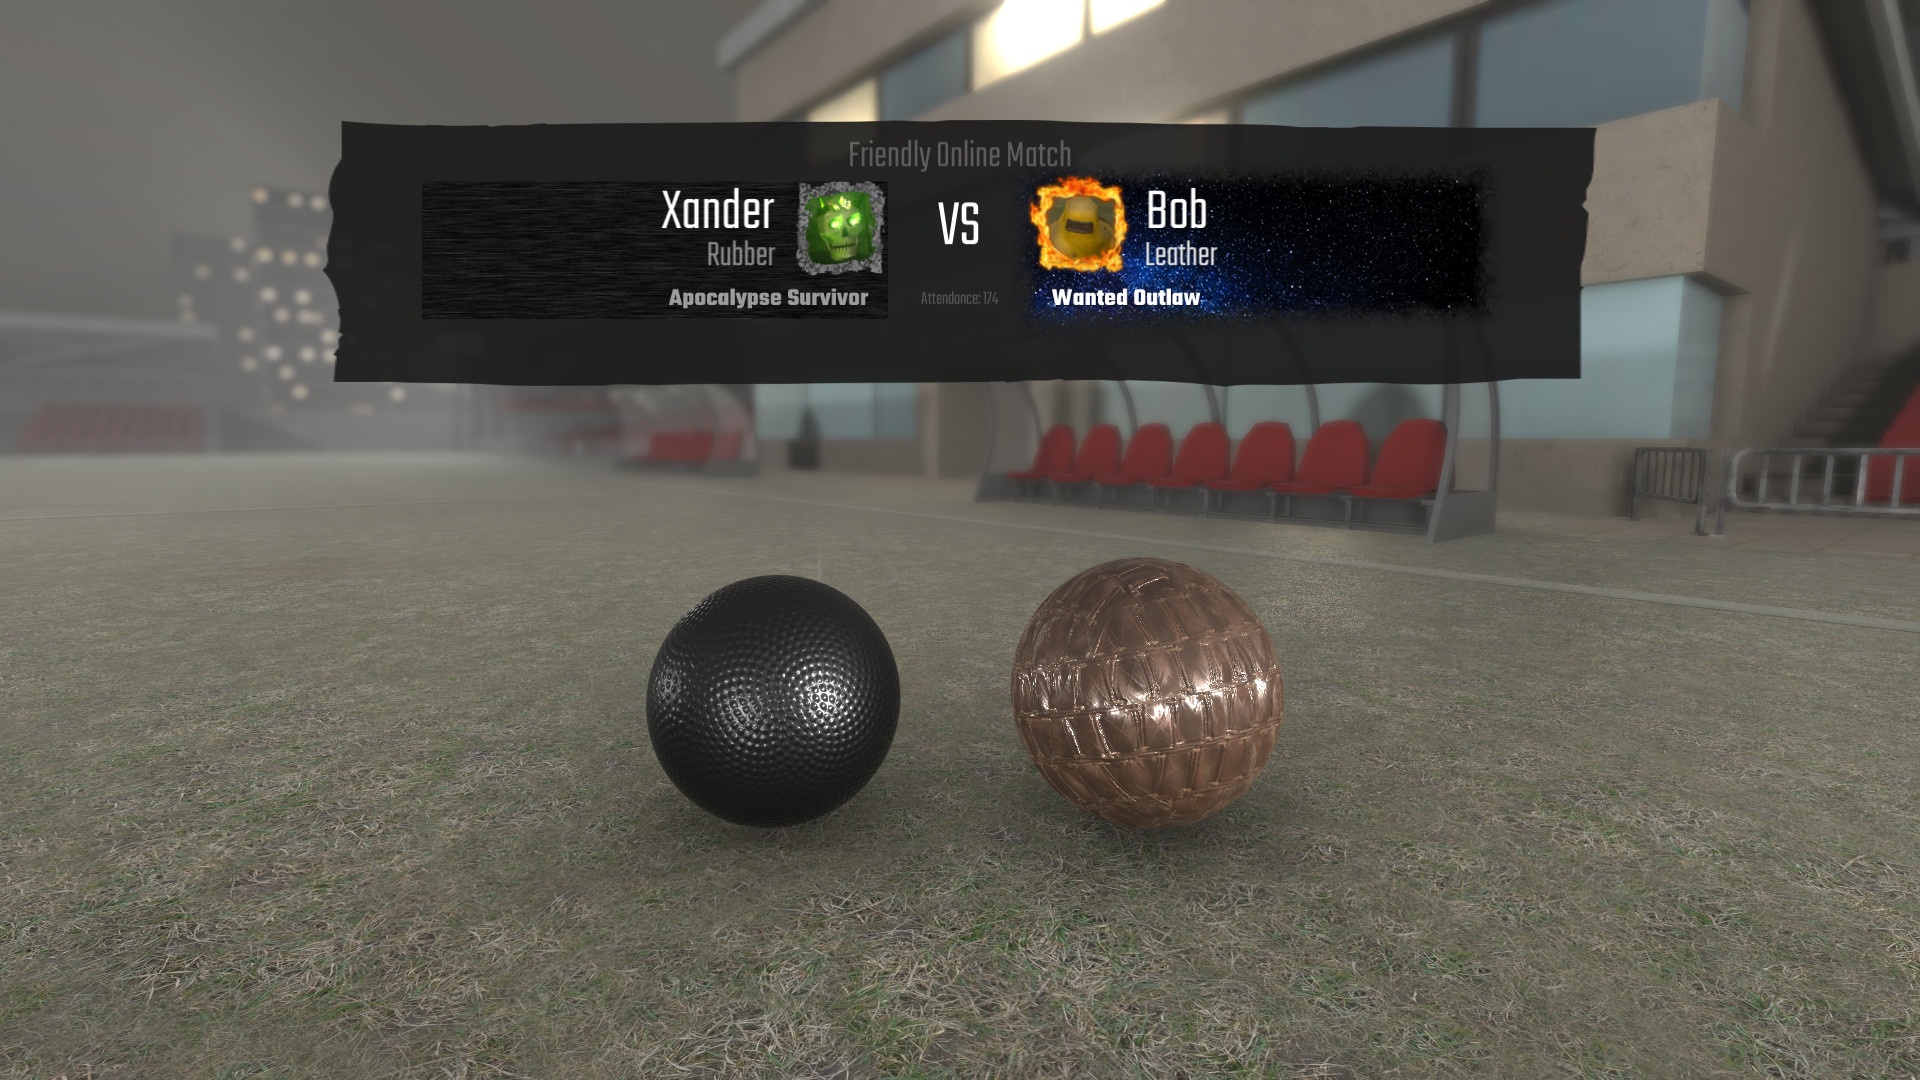 Friendly Online Match
Xander
Rubber
Apocalypse Survivor
VS
Attendance: 174
Bob
Leather
Wanted Outlaw